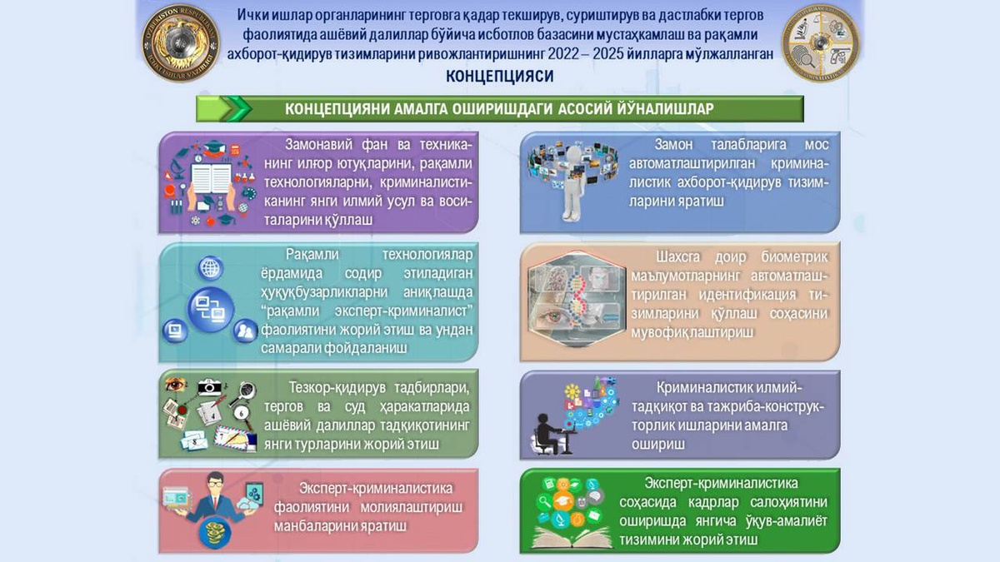 Ички ишлар органларининг терговга қадар текширув, суриштирув ва дастлабки тергов
фаолиятида ашёвий далиллар бўйича исботлов базасини мустаҳкамлаш ва рақамли
ахборот-қидирув тизимларини ривожлантиришнинг 2022 – 2025 йилларга мўлжалланган
КОНЦЕПЦИЯСИ
КОНЦЕПЦИЯНИ АМАЛГА ОШИРИШДАГИ АСОСИЙ ЙЎНАЛИШЛАР
Замонавий фан ва техника-
нинг илғор ютуқларини, рақамли
технологияларни, криминалисти-
канинг янги илмий усул ва воси-
таларини қўллаш
Замон талабларига мос
автоматлаштирилган кримина-
листик ахборот-қидирув тизим-
ларини яратиш
Рақамли технологиялар
ёрдамида содир этиладиган
ҳуқуқбузарликларни аниқлашда
“рақамли эксперт-криминалист”
фаолиятини жорий этиш ва ундан
самарали фойдаланиш
Шахсга доир биометрик
маълумотларнинг автоматлаш-
тирилган идентификация ти-
зимларини қўллаш соҳасини
мувофиқлаштириш
Тезкор-қидирув тадбирлари,
тергов ва суд ҳаракатларида
ашёвий далиллар тадқиқотининг
янги турларини жорий этиш
Криминалистик илмий-
тадқиқот ва тажриба-конструк-
торлик ишларини амалга
ошириш
Эксперт-криминалистика
фаолиятини молиялаштириш
манбаларини яратиш
Эксперт-криминалистика
соҳасида кадрлар салоҳиятини
оширишда янгича ўқув-амалиёт
тизимини жорий этиш